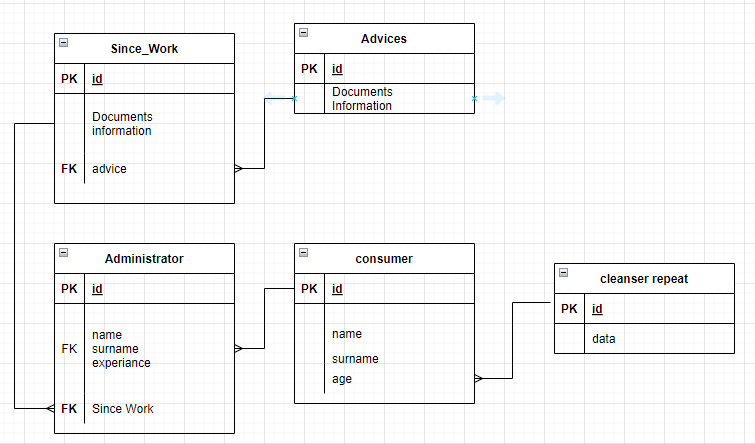 Since_Work
PK id
Documents
information
FK advice
Advices
PK id
Documents
Information
Administrator
PK id
name
FK surname
experiance
FK Since Work
consumer
PK id
name
surname
age
cleanser repeat
PK id
data